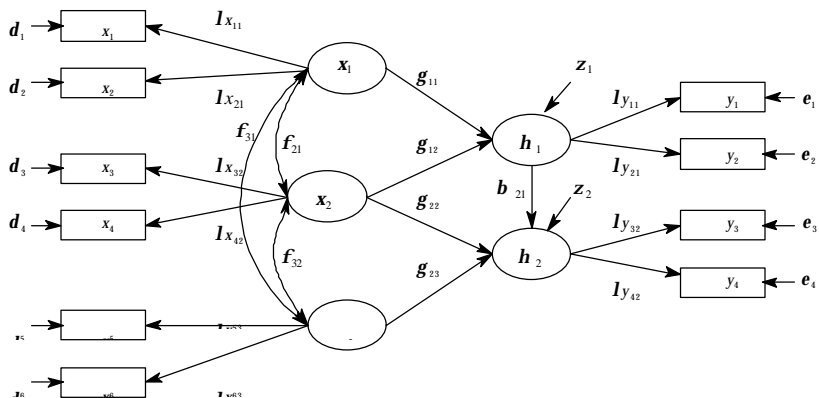 d₁ x₁ lx₁₁
d₂ x₂ lx₂₁
x₁
g₁₁
z₁
ly₁₁ y₁ e₁
f₃₁
f₂₁
g₁₂
h₁
ly₂₁ y₂ e₂
d₃ x₃ lx₃₂
x₂
b₂₁
z₂
d₄ x₄ lx₄₂
g₂₂
ly₃₂ y₃ e₃
f₃₂
g₂₃
h₂
ly₄₂ y₄ e₄